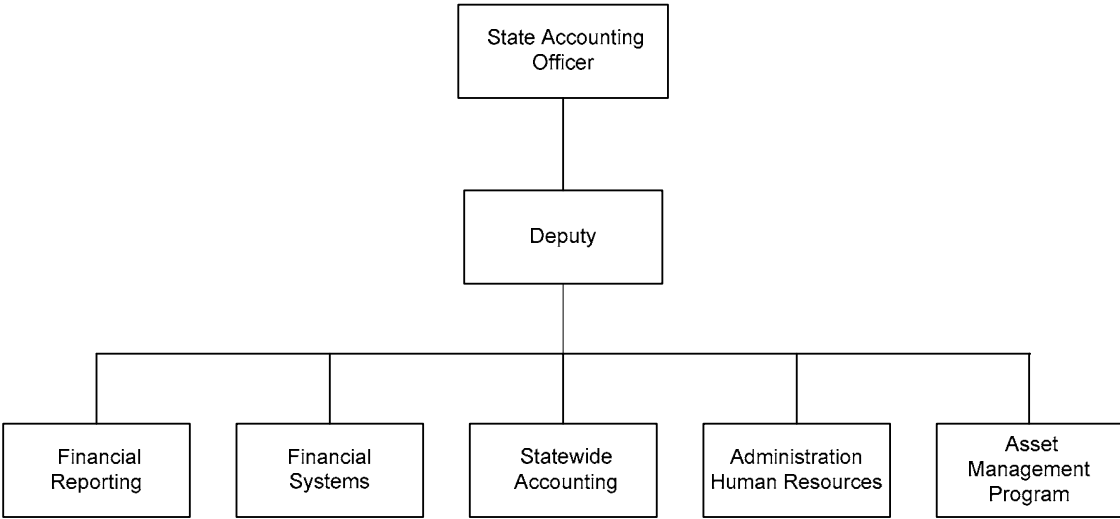 State Accounting
Officer
Deputy
Financial
Reporting
Financial
Systems
Statewide
Accounting
Administration
Human Resources
Asset
Management
Program